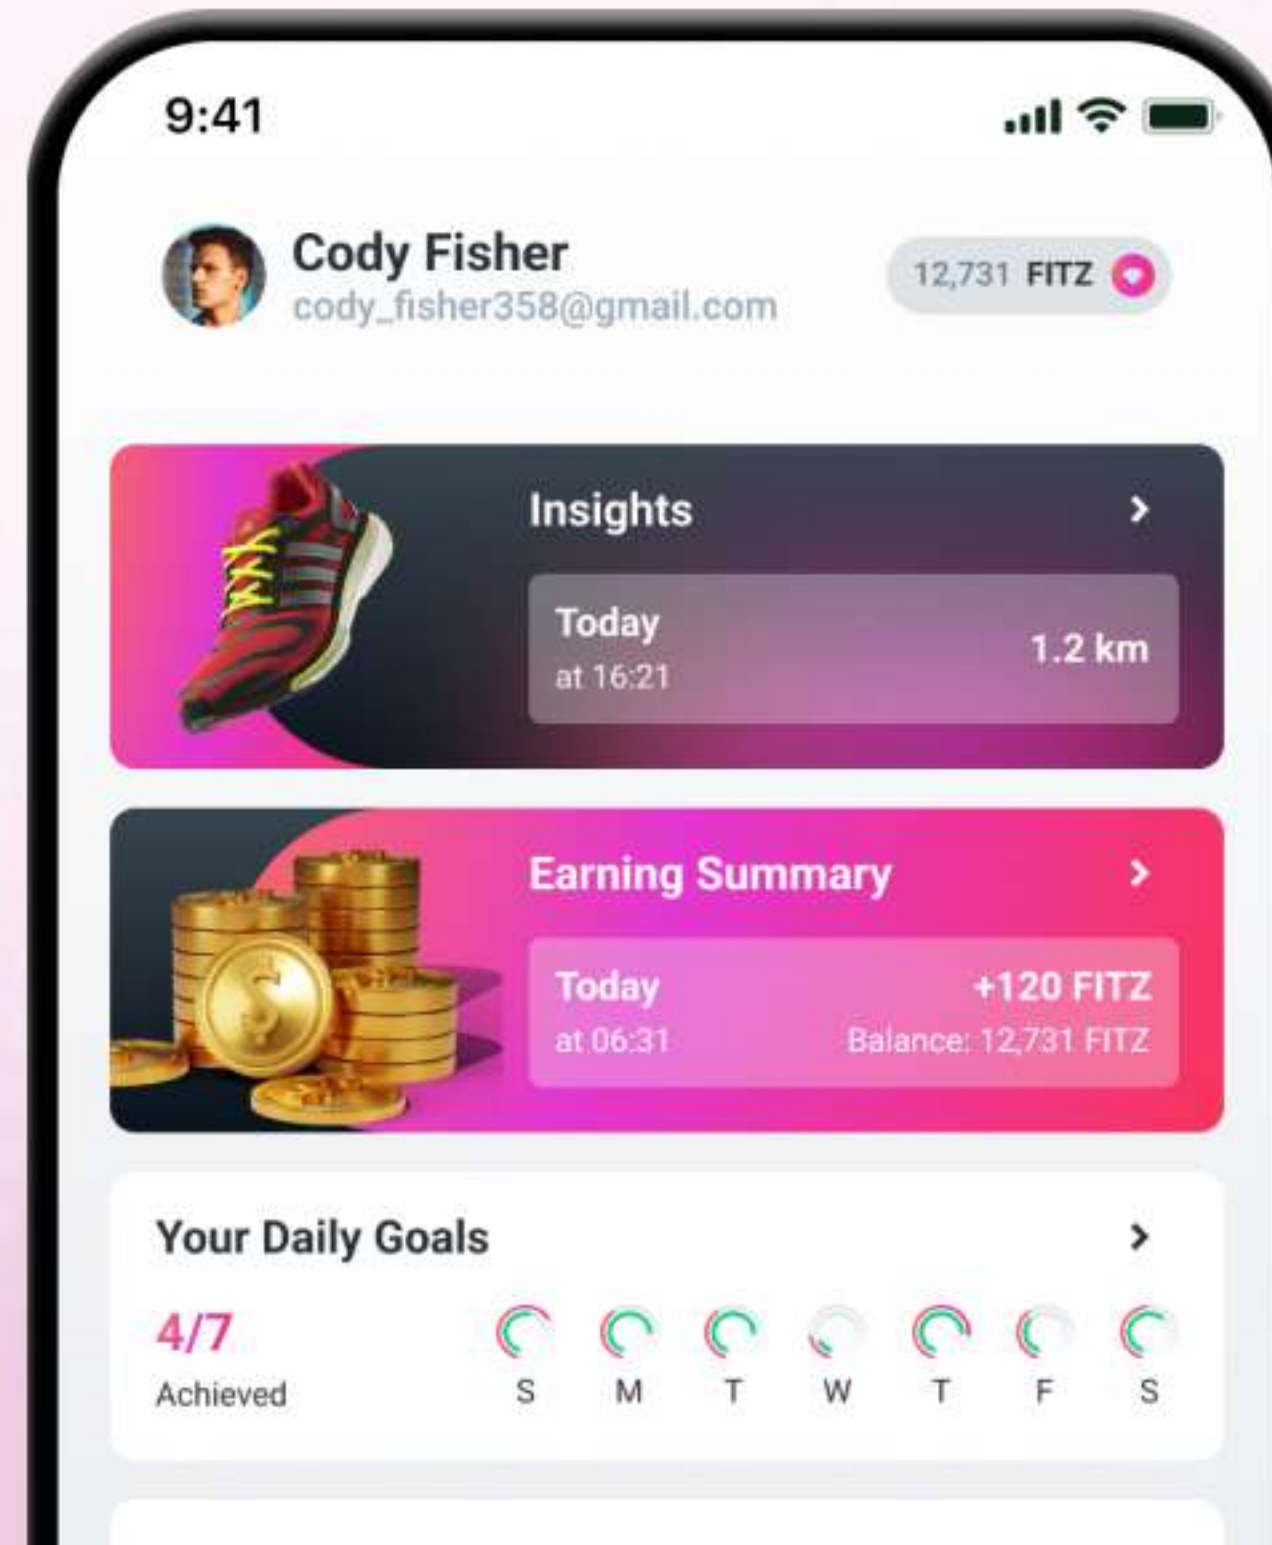 9:41
Cody Fisher
cody_fisher358@gmail.com
12,731 FITZ
Insights
Today
at 16:21
1.2 km
Earning Summary
Today
at 06:31
+120 FITZ
Balance: 12,731 FITZ
Your Daily Goals
4/7
Achieved
S M T W T F S